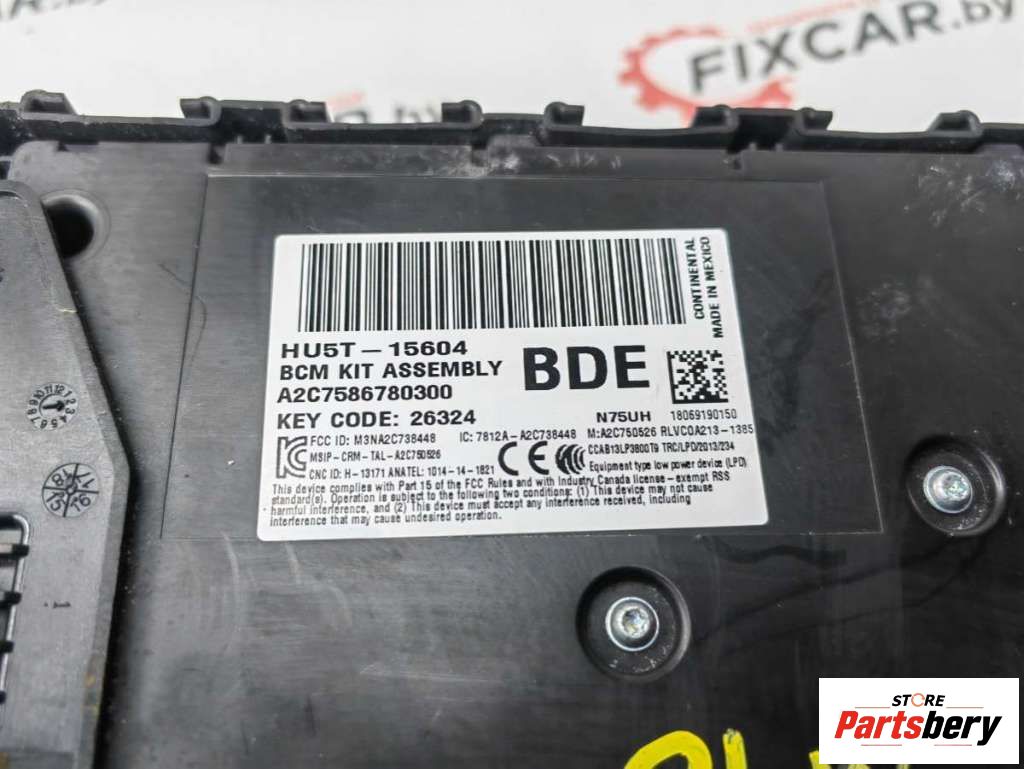 FIXCAR.by
CAR.by
CONTINENTAL
MADE IN MEXICO
HU5T-15604
BCM KIT ASSEMBLY
BDE
A2C7586780300
KEY CODE: 26324
N75UH 18069190150
FCC ID: M3NA2C738448 IC: 7812A-A2C738448 M:A2C750526 RLVCOA213-1385
MSIP-CRM-TAL-A2C750526
CCAB13LP3800T9 TRC/LPD/2013/234
CNC ID: H-13171 ANATEL: 1014-14-1821
Equipment type low power device (LPD)
This device complies with Part 15 of the FCC Rules and with Industry Canada license-exempt RSS
standard(s). Operation is subject to the following two conditions: (1) This device may not cause
harmful interference, and (2) This device must accept any interference received, including
interference that may cause undesired operation.
STORE
Partsbery